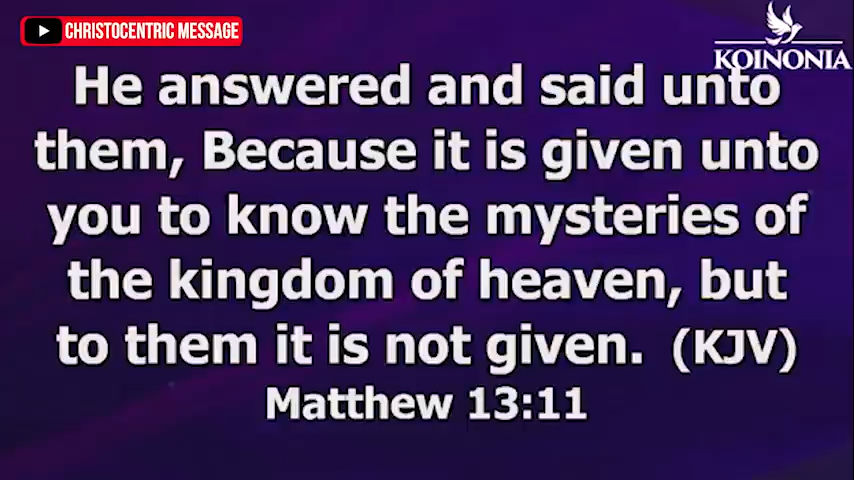 CHRISTOCENTRIC MESSAGE
KOINONIA
He answered and said unto
them, Because it is given unto
you to know the mysteries of
the kingdom of heaven, but
to them it is not given. (KJV)
Matthew 13:11